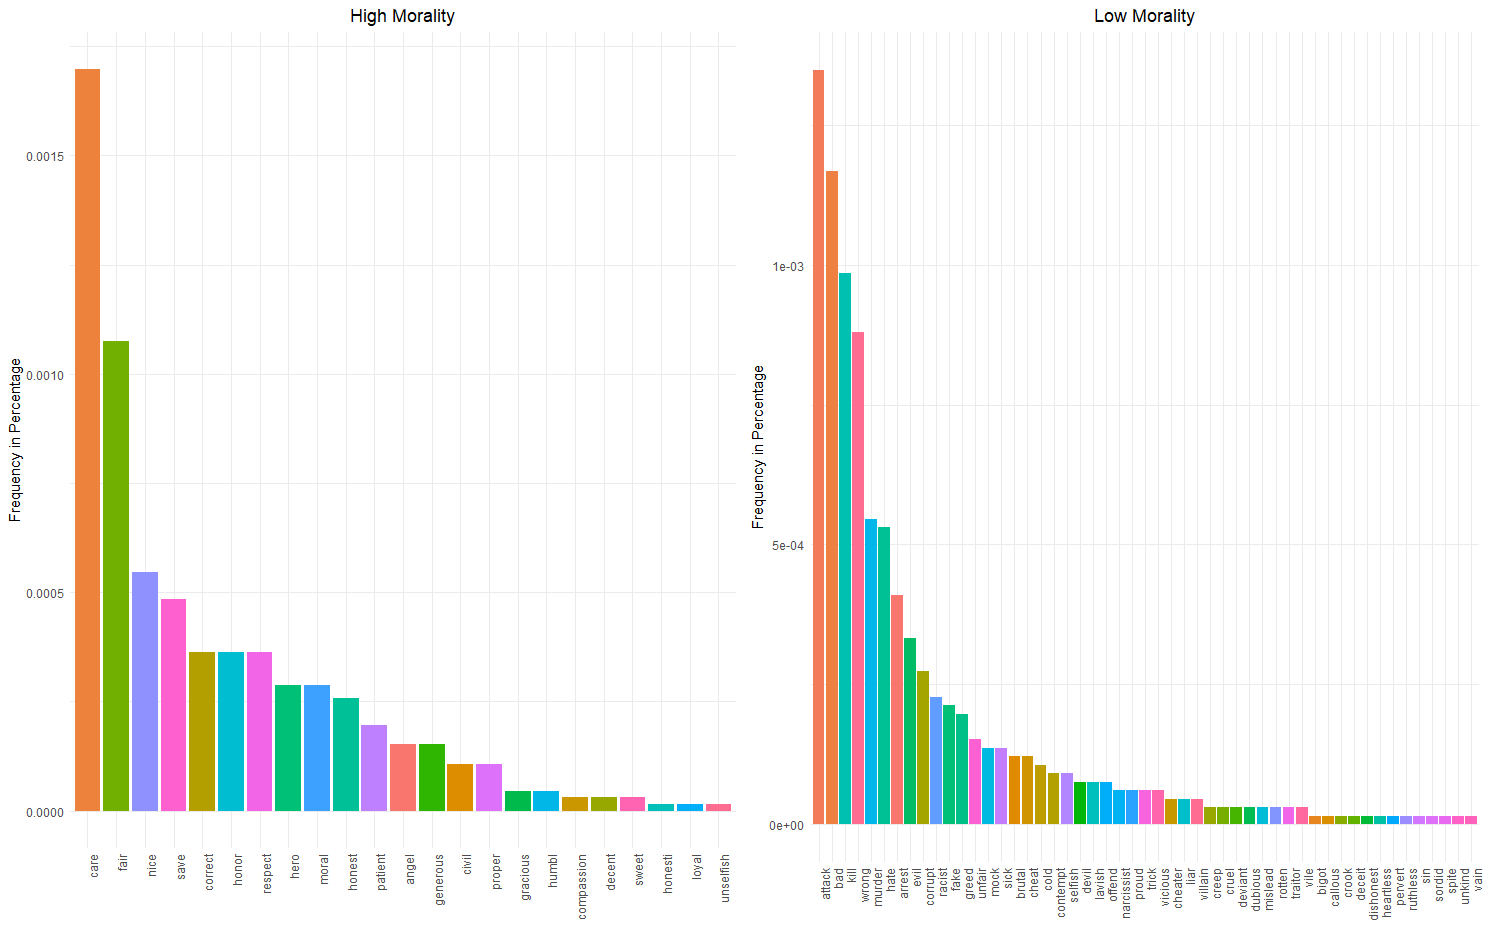 High Morality
Frequency in Percentage
0.0015
0.0010
0.0005
0.0000
care
fair
nice
save
correct
honor
respect
hero
moral
honest
patient
angel
generous
civil
proper
gracious
humbl
compassion
decent
sweet
honesti
loyal
unselfish
Low Morality
Frequency in Percentage
1e-03
5e-04
0e+00
attack
bad
kill
wrong
murder
hate
arrest
evil
corrupt
racist
fake
greed
unfair
mock
sick
brutal
cheat
cold
contempt
selfish
devil
lavish
offend
narcissist
proud
trick
vicious
cheater
liar
villain
creep
cruel
deviant
dubious
mislead
rotten
traitor
vile
bigot
callous
crook
deceit
dishonest
heartless
pervert
ruthless
sin
sordid
spite
unkind
vain